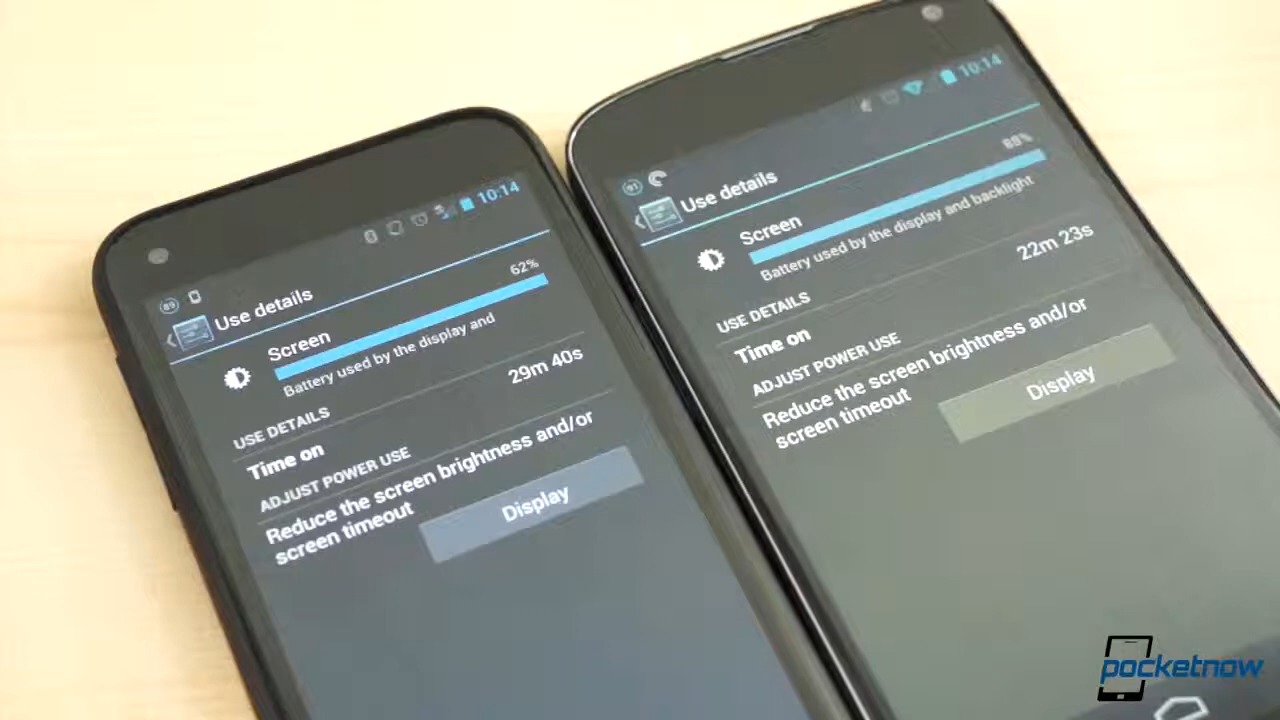 10:14
89
Use details
62%
Screen
Battery used by the display and
USE DETAILS
29m 40s
Time on
ADJUST POWER USE
Reduce the screen brightness and/or
screen timeout
Display
10:14
91
Use details
Screen
Battery used by the display and backlight
USE DETAILS
22m 23s
Time on
ADJUST POWER USE
Reduce the screen brightness and/or
screen timeout
Display
pocketnow